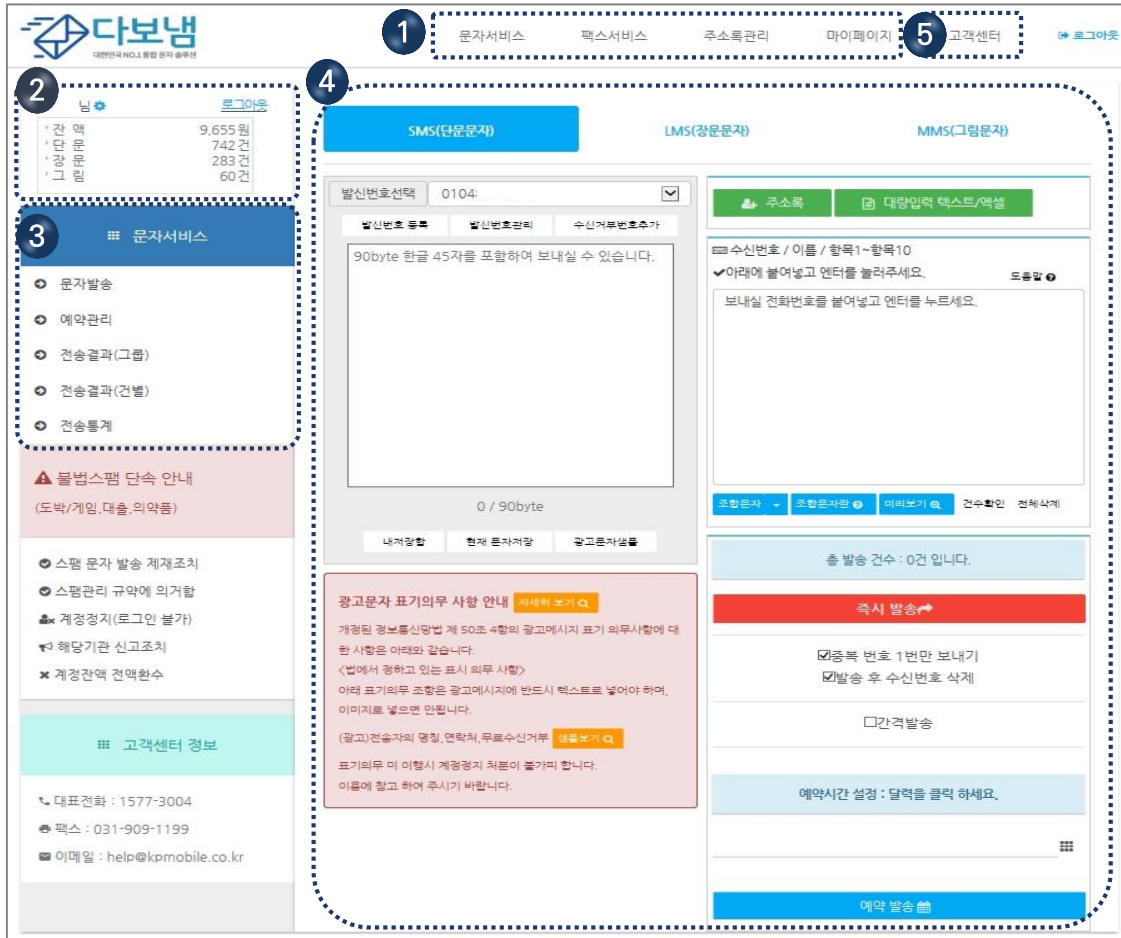 다보냄
대한민국 NO.1 통합 문자 솔루션
1
문자서비스
팩스서비스
주소록관리
마이페이지
5
고객센터
로그아웃
2
님
로그아웃
잔 액 9,655원
단 문 742건
장 문 283건
그 림 60건
3
문자서비스
문자발송
예약관리
전송결과(그룹)
전송결과(건별)
전송통계
불법스팸 단속 안내
(도박/게임,대출,의약품)
스팸 문자 발송 제재조치
스팸관리 규약에 의거함
계정정지(로그인 불가)
해당기관 신고조치
계정잔액 전액환수
고객센터 정보
대표전화 : 1577-3004
팩스 : 031-909-1199
이메일 : help@kpmobile.co.kr
4
SMS(단문문자)
LMS(장문문자)
MMS(그림문자)
발신번호선택
0104
발신번호 등록
발신번호관리
수신거부번호추가
90byte 한글 45자를 포함하여 보내실 수 있습니다.
0 / 90byte
내저장함
현재 문자저장
광고문자샘플
광고문자 표기의무 사항 안내 자세히 보기
개정된 정보통신망법 제 50조 4항의 광고메시지 표기 의무사항에 대
한 사항은 아래와 같습니다.
<법에서 정하고 있는 표시 의무 사항>
아래 표기의무 조항은 광고메시지에 반드시 텍스트로 넣어야 하며,
이미지로 넣으면 안됩니다.
(광고)전송자의 명칭,연락처,무료수신거부 샘플보기
표기의무 미 이행시 계정정지 처분이 불가피 합니다.
이용에 참고 하여 주시기 바랍니다.
주소록
대량입력 텍스트/엑셀
수신번호 / 이름 / 항목1~항목10
아래에 붙여넣고 엔터를 눌러주세요.
도움말
보내실 전화번호를 붙여넣고 엔터를 누르세요.
조합문자
조합문자란
미리보기
건수확인
전체삭제
총 발송 건수 : 0건 입니다.
즉시 발송
중복 번호 1번만 보내기
발송 후 수신번호 삭제
간격발송
예약시간 설정 : 달력을 클릭 하세요.
예약 발송